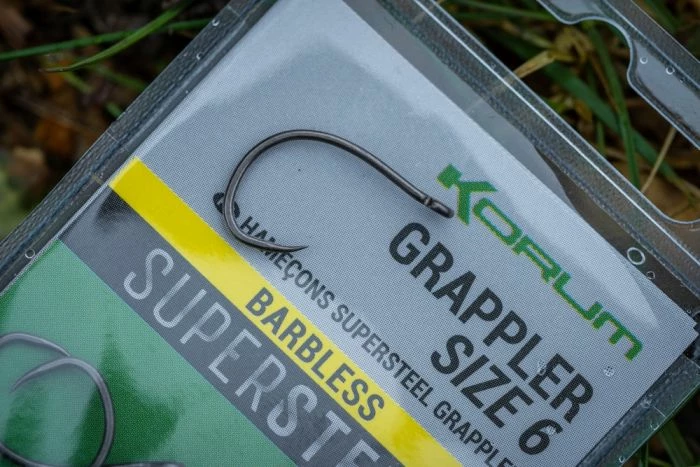 KORUM
GRAPPLER
SIZE 6
HAMEÇONS SUPERSTEEL GRAPPLE
BARBLESS
SUPERSTE